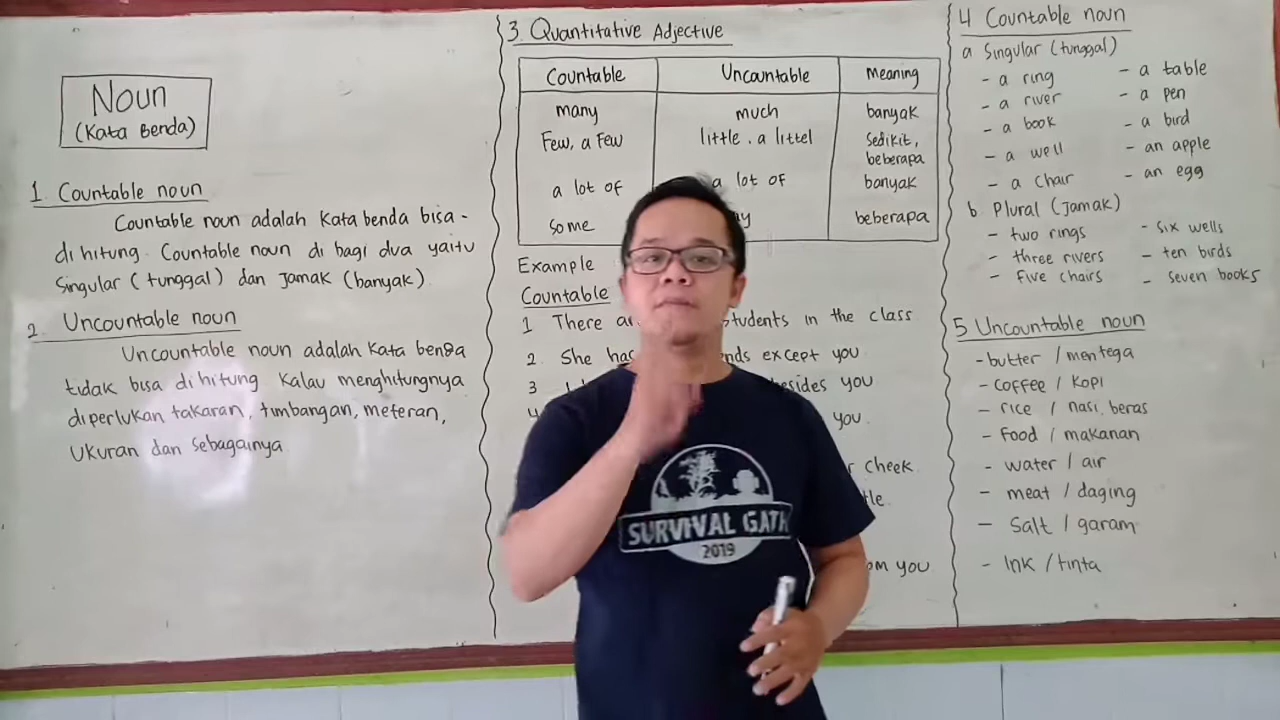 Noun
(Kata Benda)
1. Countable noun
Countable noun adalah kata benda bisa -
di hitung. Countable noun di bagi dua yaitu
Singular (tunggal) dan Jamak (banyak).
2. Uncountable noun
Uncountable noun adalah kata benda
tidak bisa di hitung Kalau menghitungnya
diperlukan takaran, timbangan, meteran,
Ukuran dan Sebagainya
3. Quantitative Adjective
Countable Uncountable Meaning
many much banyak
Few, a Few little . a littel Sedikit,
beberapa
a lot of a lot of banyak
Some beberapa
Example
Countable
1 There students in the class
2. She has except you
3 besides you
4 you.
cheek.
om you
SURVIVAL GATH
2019
4 Countable noun
a Singular (tunggal)
- a ring - a table
- a river - a pen
- a book - a bird
- a well - an apple
- a chair - an egg
b. Plural (Jamak)
- two rings - six wells
- three rivers - ten birds
- five chairs - seven books
5 Uncountable noun
- butter / mentega
- coffee / kopi
- rice / nasi, beras
- food / makanan
- water / air
- meat / daging
- Salt / garam
- Ink / tinta